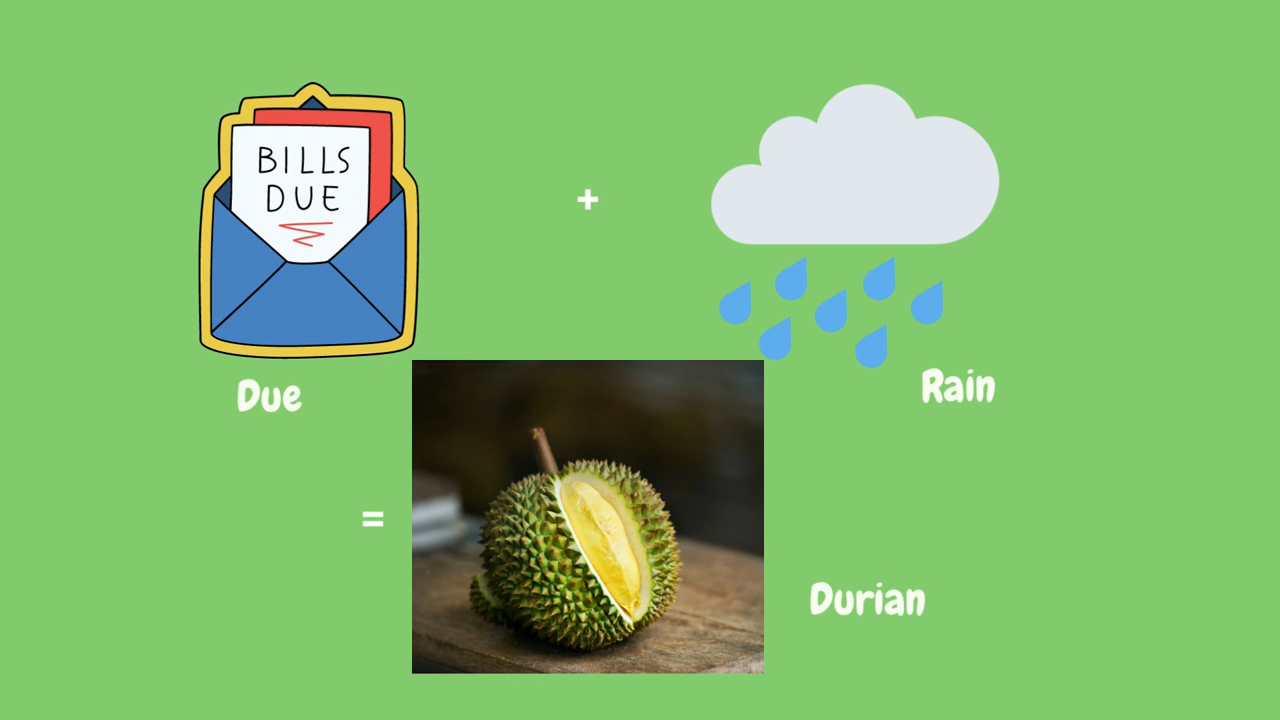 BILLS
DUE
+
Due
Rain
=
Durian